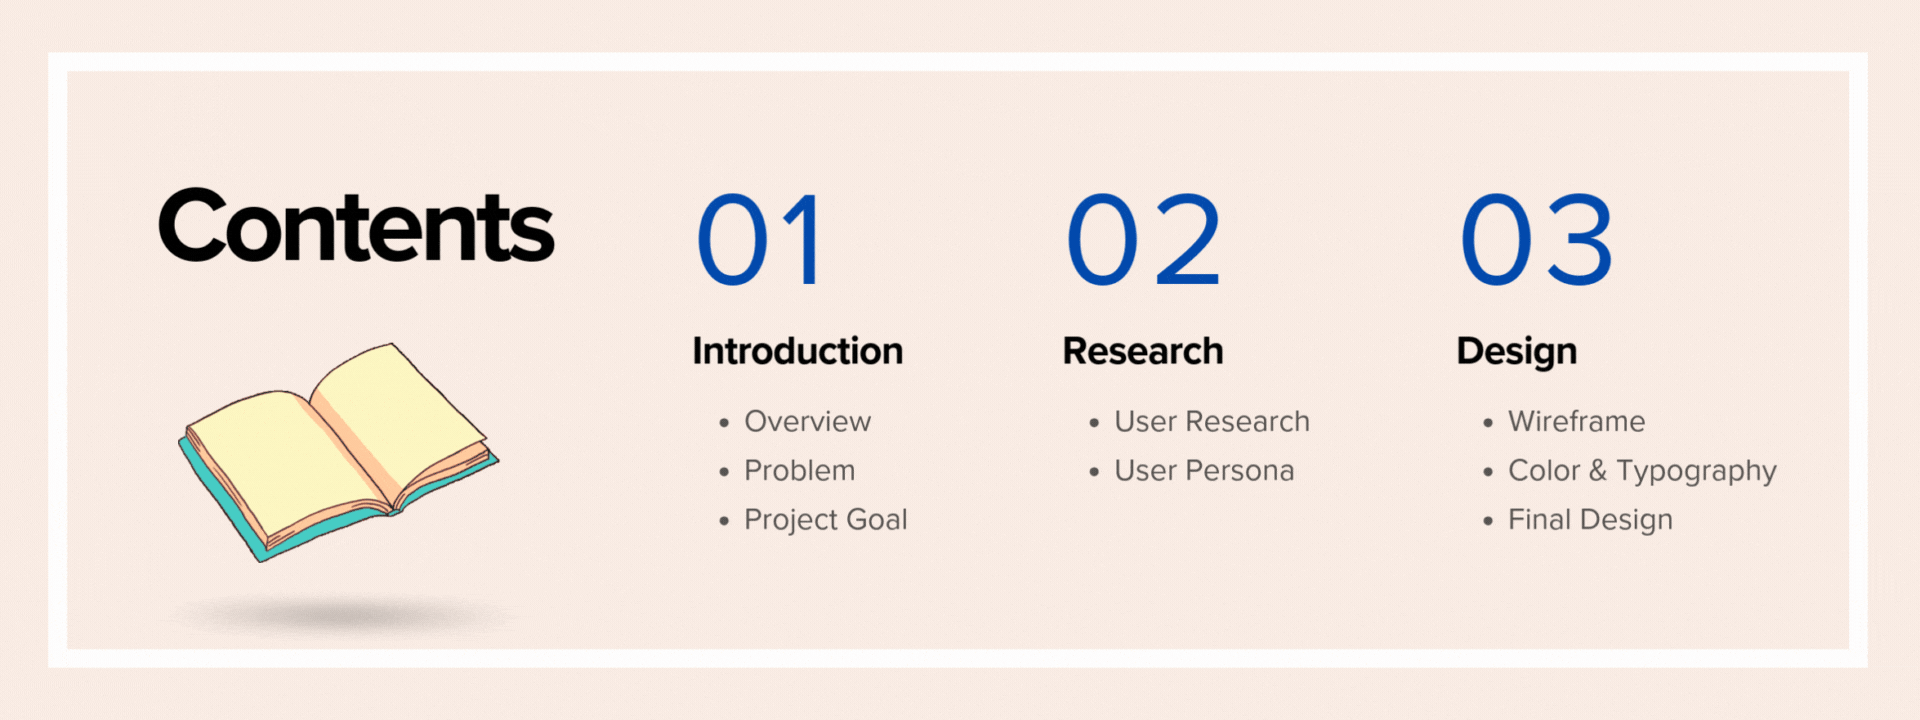 Contents
01
Introduction
• Overview
• Problem
• Project Goal
02
Research
• User Research
• User Persona
03
Design
• Wireframe
• Color & Typography
• Final Design